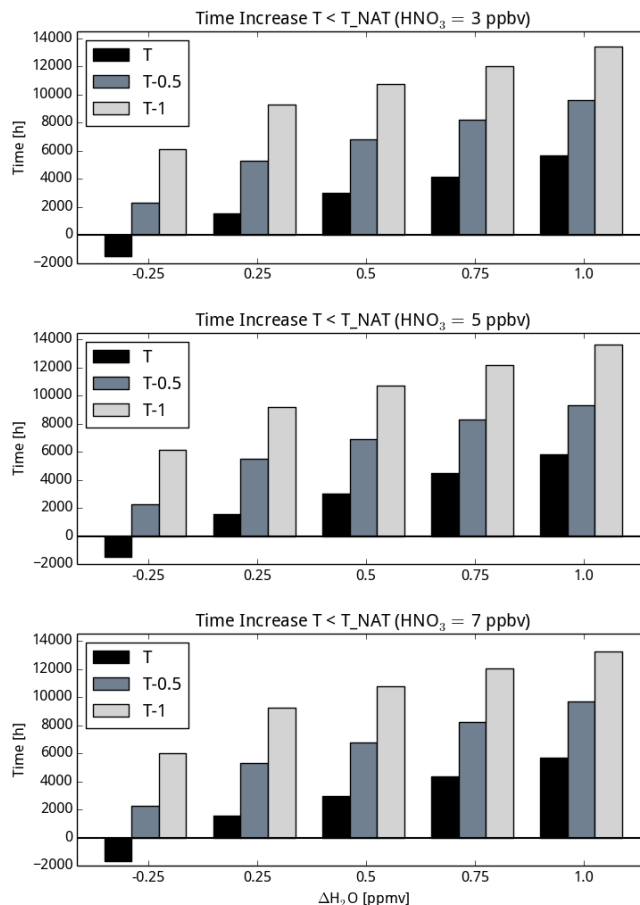 Time Increase T < T_NAT (HNO₃ = 3 ppbv)
14000
12000
10000
8000
6000
4000
2000
0
−2000
Time [h]
T
T-0.5
T-1
-0.25 0.25 0.5 0.75 1.0
Time Increase T < T_NAT (HNO₃ = 5 ppbv)
14000
12000
10000
8000
6000
4000
2000
0
−2000
Time [h]
T
T-0.5
T-1
-0.25 0.25 0.5 0.75 1.0
Time Increase T < T_NAT (HNO₃ = 7 ppbv)
14000
12000
10000
8000
6000
4000
2000
0
−2000
Time [h]
T
T-0.5
T-1
-0.25 0.25 0.5 0.75 1.0
ΔH₂O [ppmv]